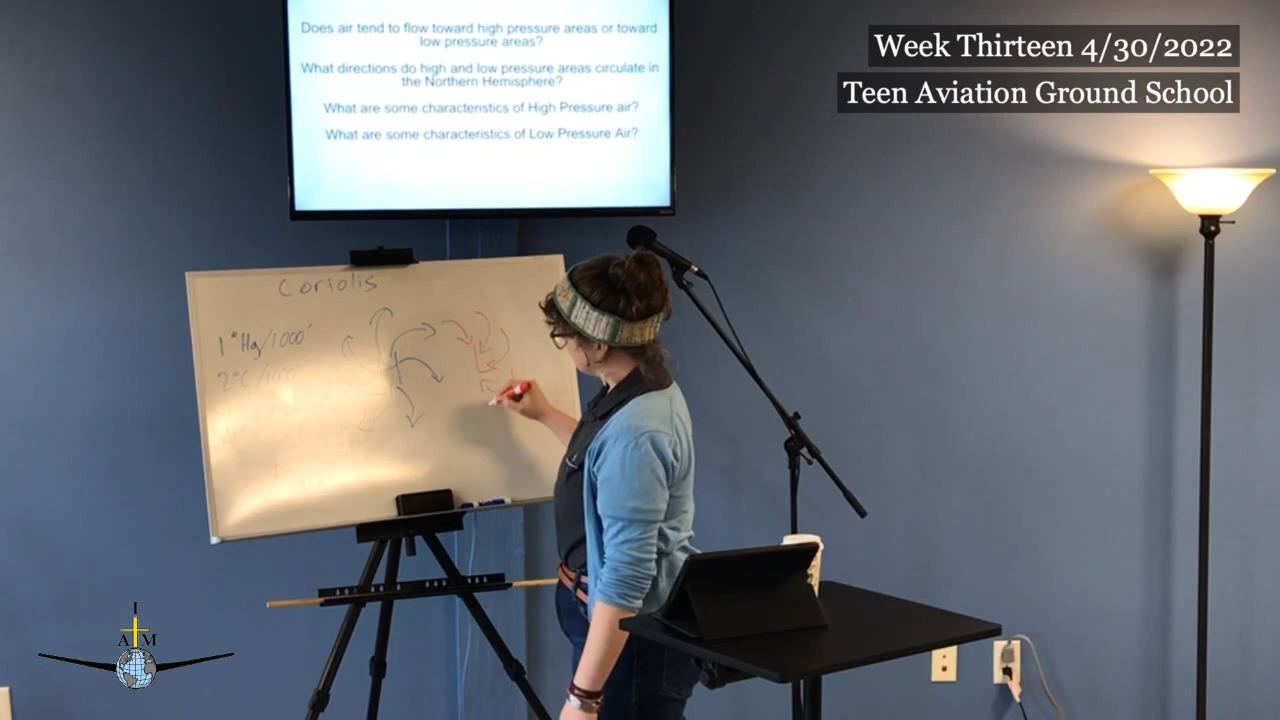 Does air tend to flow toward high pressure areas or toward
low pressure areas?
What directions do high and low pressure areas circulate in
the Northern Hemisphere?
What are some characteristics of High Pressure air?
What are some characteristics of Low Pressure Air?
Week Thirteen 4/30/2022
Teen Aviation Ground School
Coriolis
1"Hg/1000'
2°C/1000'
I
A M